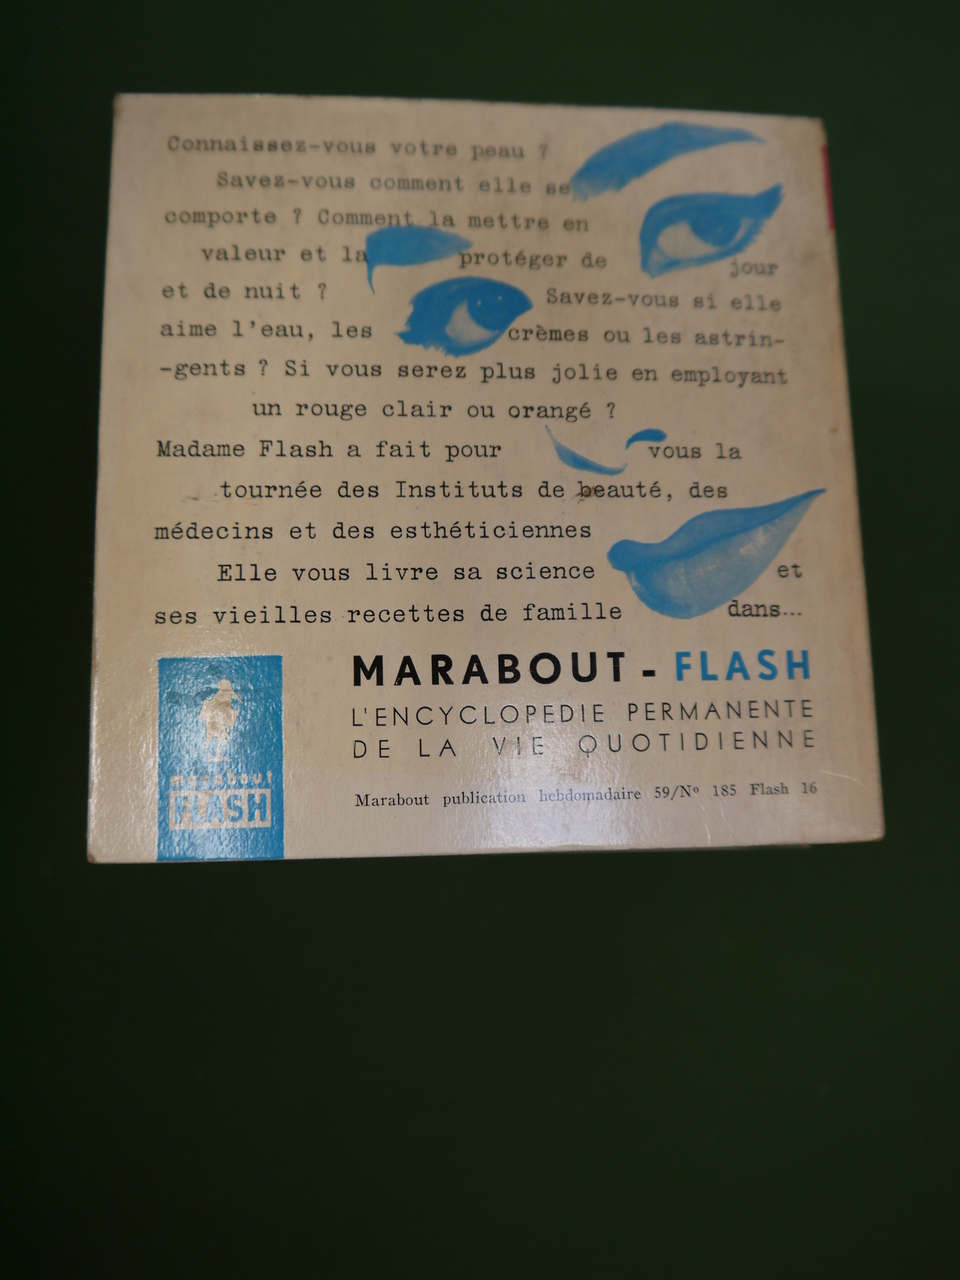 Connaissez-vous votre peau ?
Savez-vous comment elle se
comporte ? Comment la mettre en
valeur et la protéger de jour
et de nuit ? Savez-vous si elle
aime l'eau, les crèmes ou les astrin-
-gents ? Si vous serez plus jolie en employant
un rouge clair ou orangé ?
Madame Flash a fait pour vous la
tournée des Instituts de beauté, des
médecins et des esthéticiennes
Elle vous livre sa science et
ses vieilles recettes de famille dans...
MARABOUT - FLASH
L'ENCYCLOPEDIE PERMANENTE
DE LA VIE QUOTIDIENNE
Marabout publication hebdomadaire 59/Nº 185 Flash 16
marabout
FLASH